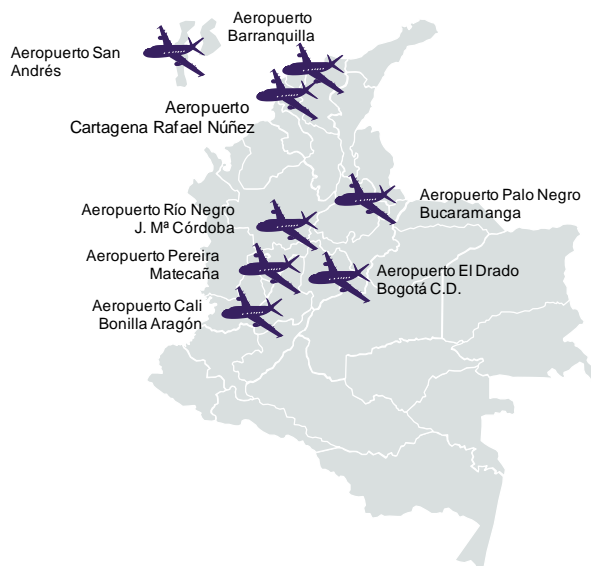 Aeropuerto
Barranquilla
Aeropuerto San
Andrés
Aeropuerto
Cartagena Rafael Núñez
Aeropuerto Palo Negro
Bucaramanga
Aeropuerto Río Negro
J. Mª Córdoba
Aeropuerto Pereira
Matecaña
Aeropuerto El Drado
Bogotá C.D.
Aeropuerto Cali
Bonilla Aragón